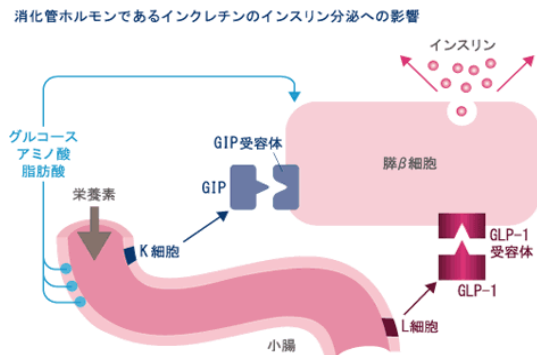 消化管ホルモンであるインクレチンのインスリン分泌への影響
インスリン
グルコース
アミノ酸
脂肪酸
GIP受容体
膵β細胞
栄養素
GIP
K細胞
GLP-1
受容体
GLP-1
L細胞
小腸